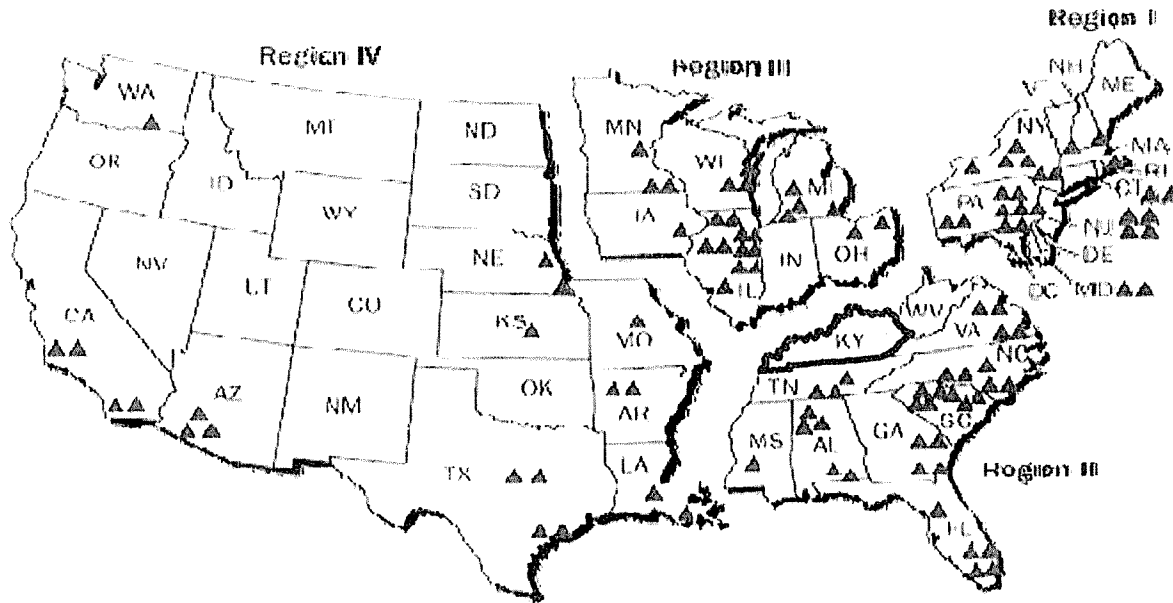 Region I
Region IV
Region III
NH
ME
WA
MT
ND
MN
NY
OR
WI
MA
ID
SD
MI
RI
CT
WY
IA
PA
NJ
NE
OH
NV
IN
DE
UT
CO
IL
DC MD
CA
KS
MO
WV
VA
KY
NC
AZ
NM
OK
AR
TN
SC
MS
AL
GA
TX
LA
Region II
FL